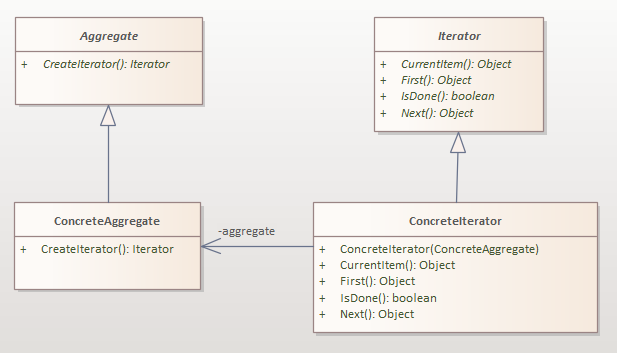 Aggregate
+ CreateIterator(): Iterator
Iterator
+ CurrentItem(): Object
+ First(): Object
+ IsDone(): boolean
+ Next(): Object
ConcreteAggregate
+ CreateIterator(): Iterator
-aggregate
ConcreteIterator
+ ConcreteIterator(ConcreteAggregate)
+ CurrentItem(): Object
+ First(): Object
+ IsDone(): boolean
+ Next(): Object